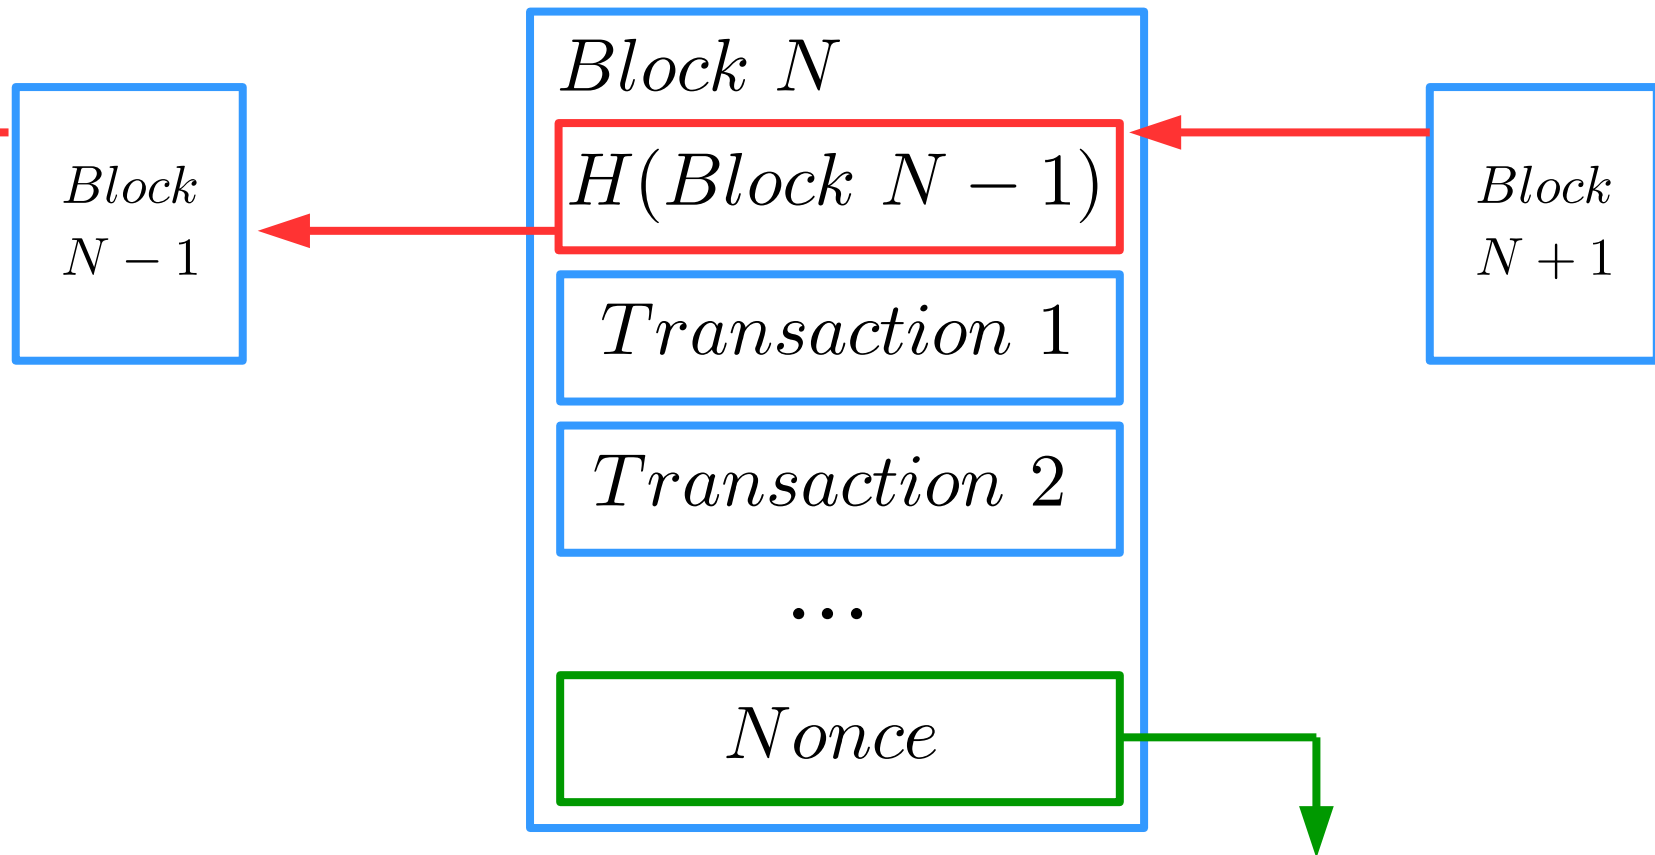 Block
N − 1
Block N
H(Block N − 1)
Transaction 1
Transaction 2
...
Nonce
Block
N + 1